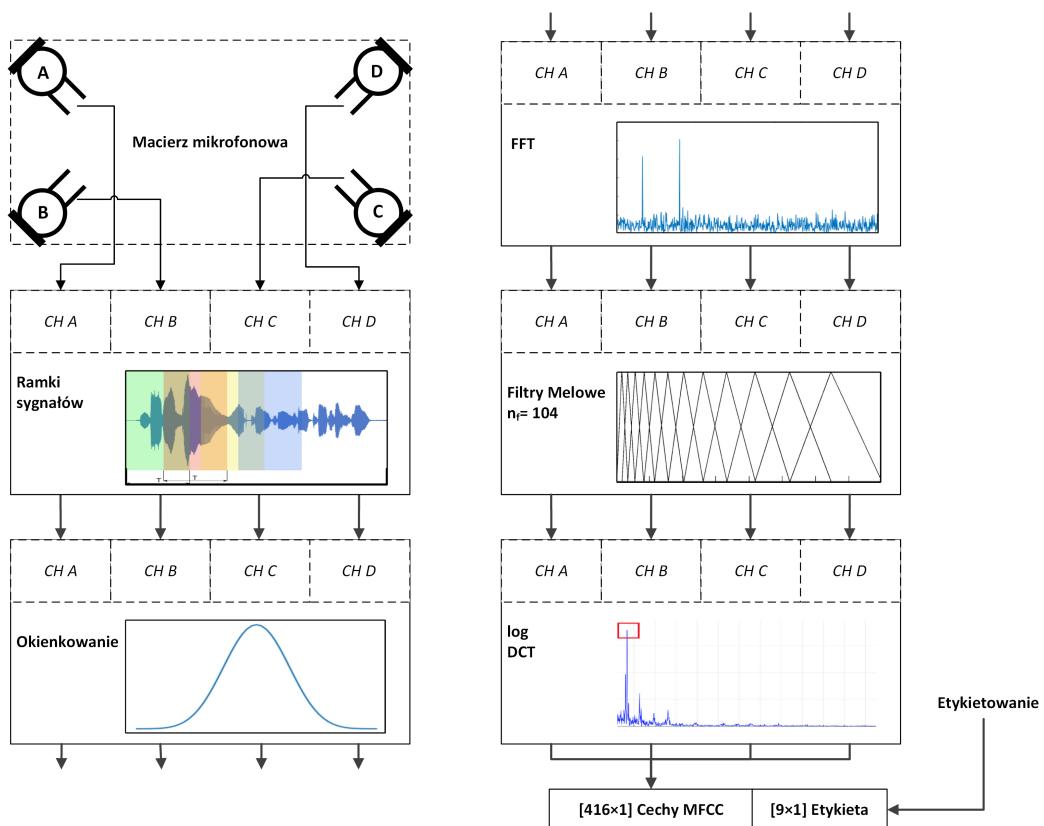 A
D
Macierz mikrofonowa
B
C
CH A
CH B
CH C
CH D
Ramki
sygnałów
T
T
CH A
CH B
CH C
CH D
Okienkowanie
CH A
CH B
CH C
CH D
FFT
CH A
CH B
CH C
CH D
Filtry Melowe
nf= 104
CH A
CH B
CH C
CH D
log
DCT
Etykietowanie
[416×1] Cechy MFCC
[9×1] Etykieta